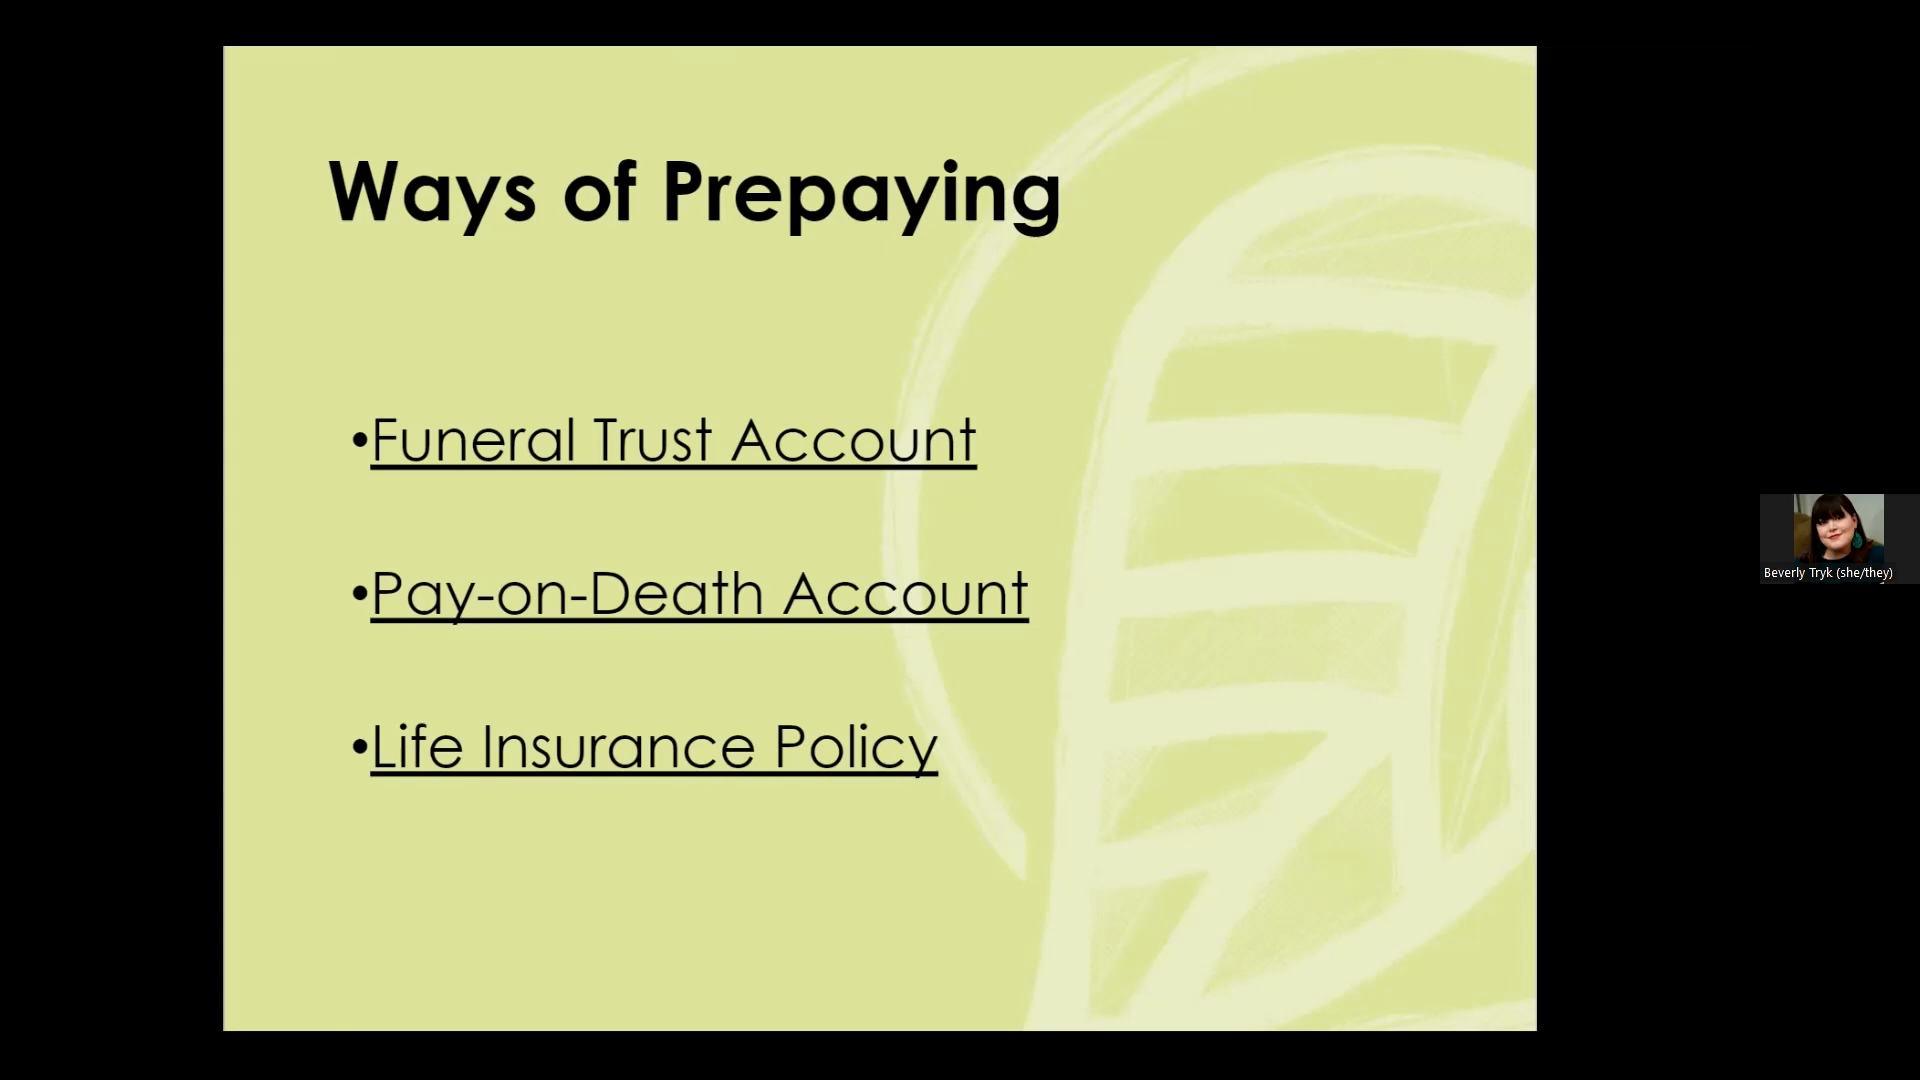 Ways of Prepaying
•Funeral Trust Account
•Pay-on-Death Account
•Life Insurance Policy
Beverly Tryk (she/they)